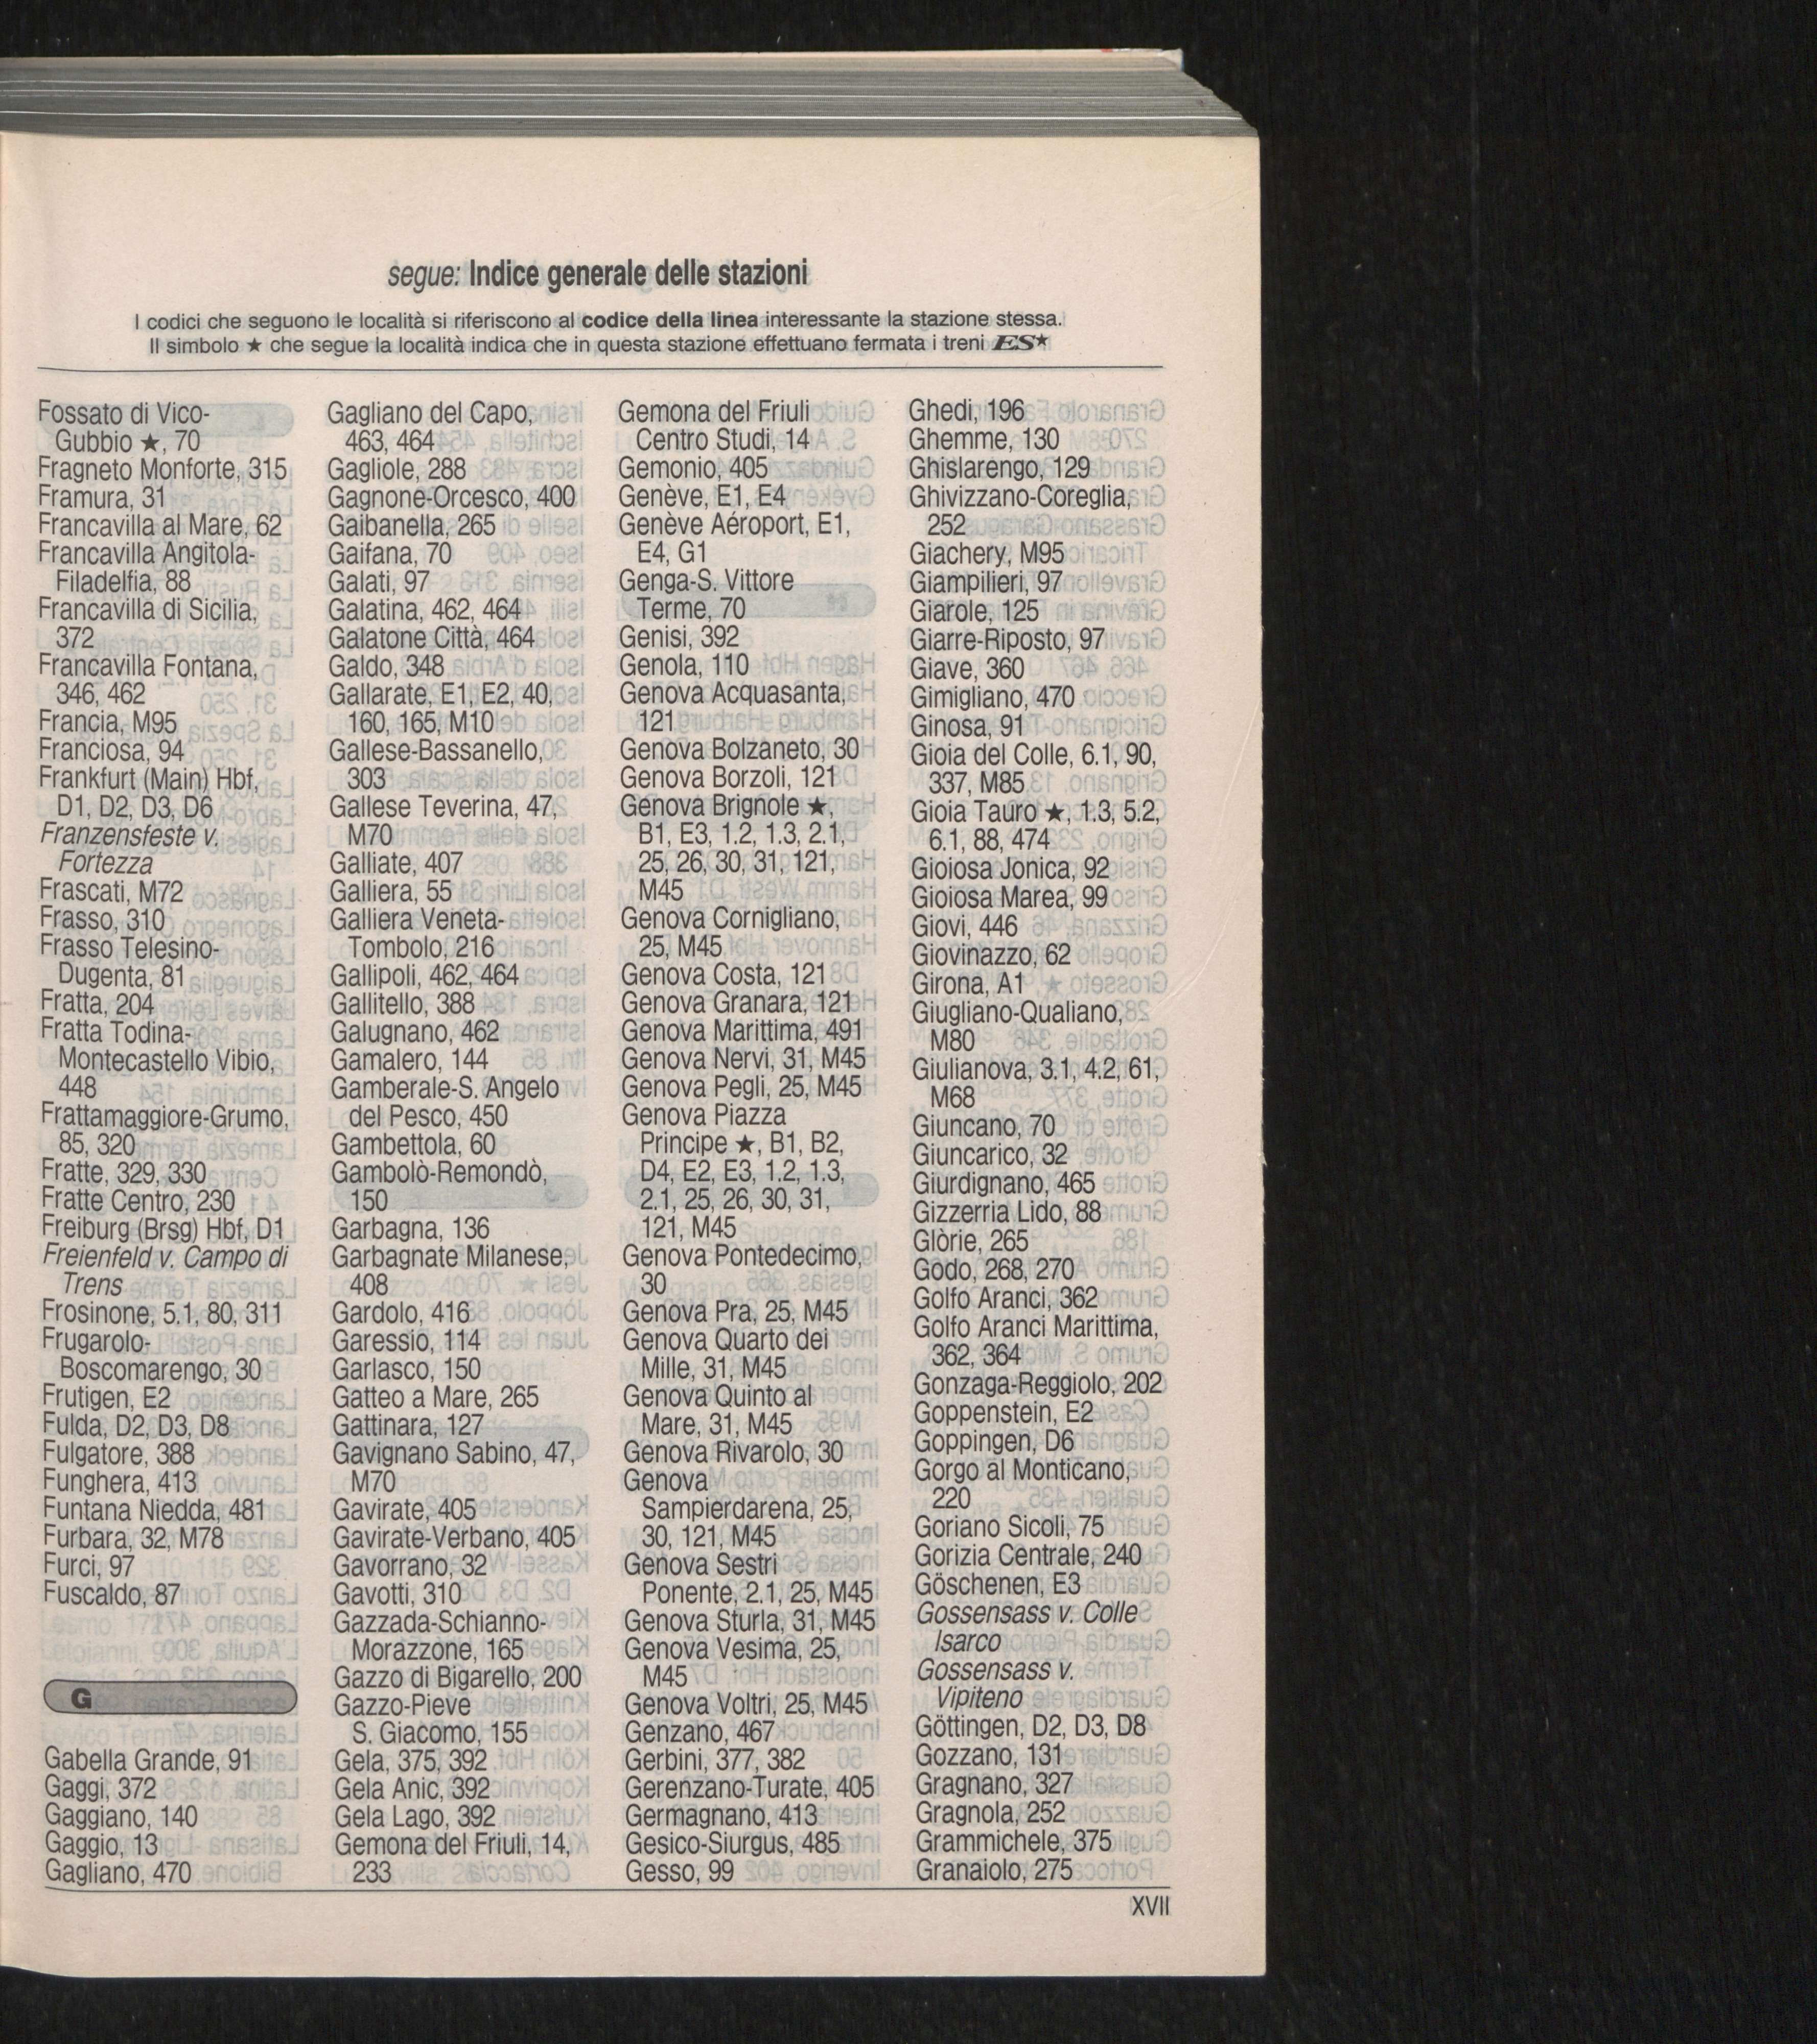 segue: Indice generale delle stazioni
I codici che seguono le località si riferiscono al codice della linea interessante la stazione stessa.
Il simbolo ★ che segue la località indica che in questa stazione effettuano fermata i treni ES★
Fossato di Vico-
Gubbio ★, 70
Fragneto Monforte, 315
Framura, 31
Francavilla al Mare, 62
Francavilla Angitola-
Filadelfia, 88
Francavilla di Sicilia,
372
Francavilla Fontana,
346, 462
Francia, M95
Franciosa, 94
Frankfurt (Main) Hbf,
D1, D2, D3, D6
Franzensfeste v.
Fortezza
Frascati, M72
Frasso, 310
Frasso Telesino-
Dugenta, 81
Fratta, 204
Fratta Todina-
Montecastello Vibio,
448
Frattamaggiore-Grumo,
85, 320
Fratte, 329, 330
Fratte Centro, 230
Freiburg (Brsg) Hbf, D1
Freienfeld v. Campo di
Trens
Frosinone, 5.1, 80, 311
Frugarolo-
Boscomarengo, 30
Frutigen, E2
Fulda, D2, D3, D8
Fulgatore, 388
Funghera, 413
Funtana Niedda, 481
Furbara, 32, M78
Furci, 97
Fuscaldo, 87
G
Gabella Grande, 91
Gaggi, 372
Gaggiano, 140
Gaggio, 13
Gagliano, 470
Gagliano del Capo,
463, 464
Gagliole, 288
Gagnone-Orcesco, 400
Gaibanella, 265
Gaifana, 70
Galati, 97
Galatina, 462, 464
Galatone Città, 464
Galdo, 348
Gallarate, E1, E2, 40,
160, 165, M10
Gallese-Bassanello,
303
Gallese Teverina, 47,
M70
Galliate, 407
Galliera, 55
Galliera Veneta-
Tombolo, 216
Gallipoli, 462, 464
Gallitello, 388
Galugnano, 462
Gamalero, 144
Gamberale-S. Angelo
del Pesco, 450
Gambettola, 60
Gambolò-Remondò,
150
Garbagna, 136
Garbagnate Milanese,
408
Gardolo, 416
Garessio, 114
Garlasco, 150
Gatteo a Mare, 265
Gattinara, 127
Gavignano Sabino, 47,
M70
Gavirate, 405
Gavirate-Verbano, 405
Gavorrano, 32
Gavotti, 310
Gazzada-Schianno-
Morazzone, 165
Gazzo di Bigarello, 200
Gazzo-Pieve
S. Giacomo, 155
Gela, 375, 392
Gela Anic, 392
Gela Lago, 392
Gemona del Friuli, 14,
233
Gemona del Friuli
Centro Studi, 14
Gemonio, 405
Genève, E1, E4
Genève Aéroport, E1,
E4, G1
Genga-S. Vittore
Terme, 70
Genisi, 392
Genola, 110
Genova Acquasanta,
121
Genova Bolzaneto, 30
Genova Borzoli, 121
Genova Brignole ★,
B1, E3, 1.2, 1.3, 2.1,
25, 26, 30, 31, 121,
M45
Genova Cornigliano,
25, M45
Genova Costa, 121
Genova Granara, 121
Genova Marittima, 491
Genova Nervi, 31, M45
Genova Pegli, 25, M45
Genova Piazza
Principe ★, B1, B2,
D4, E2, E3, 1.2, 1.3,
2.1, 25, 26, 30, 31,
121, M45
Genova Pontedecimo,
30
Genova Pra, 25, M45
Genova Quarto dei
Mille, 31, M45
Genova Quinto al
Mare, 31, M45
Genova Rivarolo, 30
Genova
Sampierdarena, 25,
30, 121, M45
Genova Sestri
Ponente, 2.1, 25, M45
Genova Sturla, 31, M45
Genova Vesima, 25,
M45
Genova Voltri, 25, M45
Genzano, 467
Gerbini, 377, 382
Gerenzano-Turate, 405
Germagnano, 413
Gesico-Siurgus, 485
Gesso, 99
Ghedi, 196
Ghemme, 130
Ghislarengo, 129
Ghivizzano-Coreglia,
252
Giachery, M95
Giampilieri, 97
Giarole, 125
Giarre-Riposto, 97
Giave, 360
Gimigliano, 470
Ginosa, 91
Gioia del Colle, 6.1, 90,
337, M85
Gioia Tauro ★, 1.3, 5.2,
6.1, 88, 474
Gioiosa Jonica, 92
Gioiosa Marea, 99
Giovi, 446
Giovinazzo, 62
Girona, A1
Giugliano-Qualiano,
M80
Giulianova, 3.1, 4.2, 61,
M68
Giuncano, 70
Giuncarico, 32
Giurdignano, 465
Gizzerria Lido, 88
Glòrie, 265
Godo, 268, 270
Golfo Aranci, 362
Golfo Aranci Marittima,
362, 364
Gonzaga-Reggiolo, 202
Goppenstein, E2
Goppingen, D6
Gorgo al Monticano,
220
Goriano Sicoli, 75
Gorizia Centrale, 240
Göschenen, E3
Gossensass v. Colle
Isarco
Gossensass v.
Vipiteno
Göttingen, D2, D3, D8
Gozzano, 131
Gragnano, 327
Gragnola, 252
Grammichele, 375
Granaiolo, 275
XVII